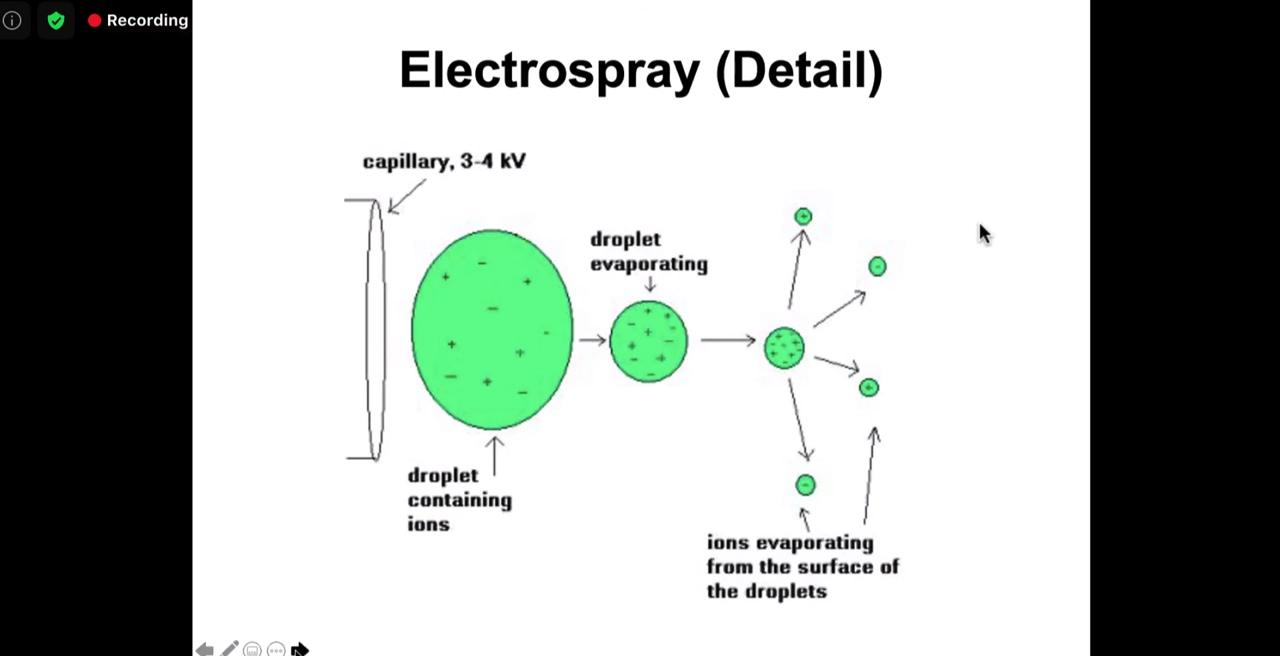 Recording
Electrospray (Detail)
capillary, 3-4 kV
droplet
evaporating
droplet
containing
ions
ions evaporating
from the surface of
the droplets